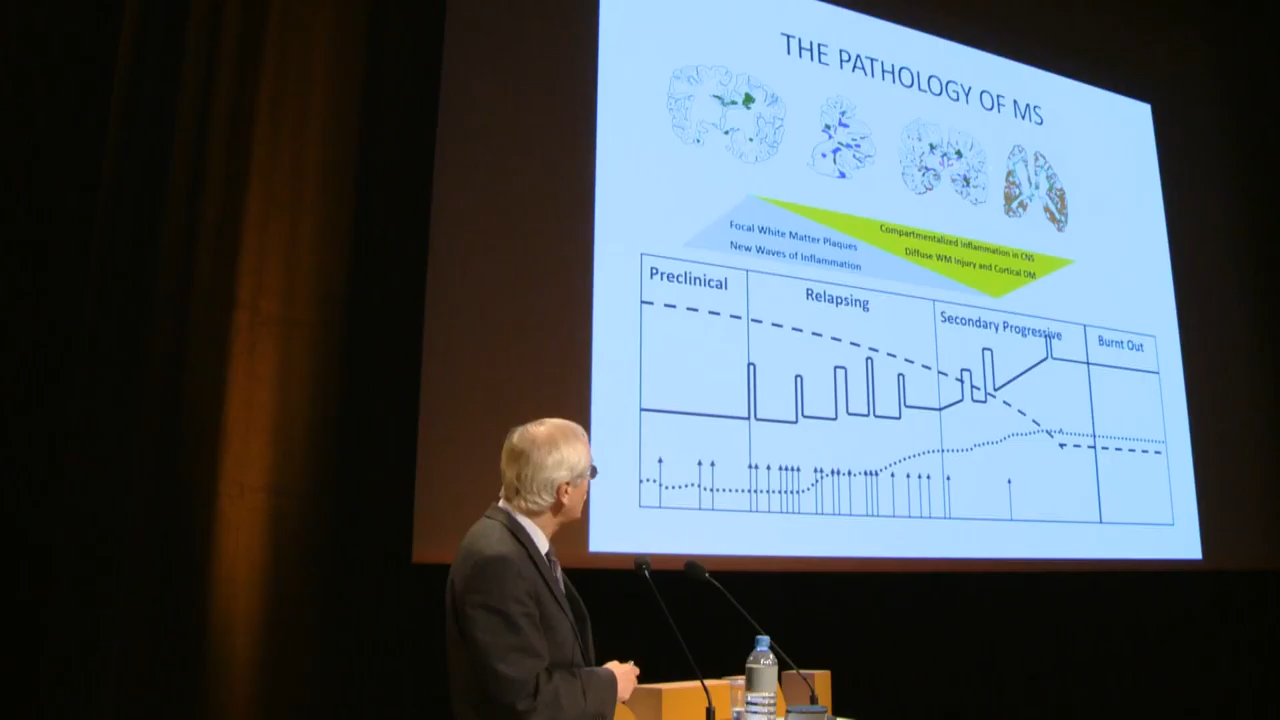 THE PATHOLOGY OF MS
Focal White Matter Plaques
New Waves of Inflammation
Compartmentalized Inflammation in CNS
Diffuse WM Injury and Cortical DM
Preclinical
Relapsing
Secondary Progressive
Burnt Out